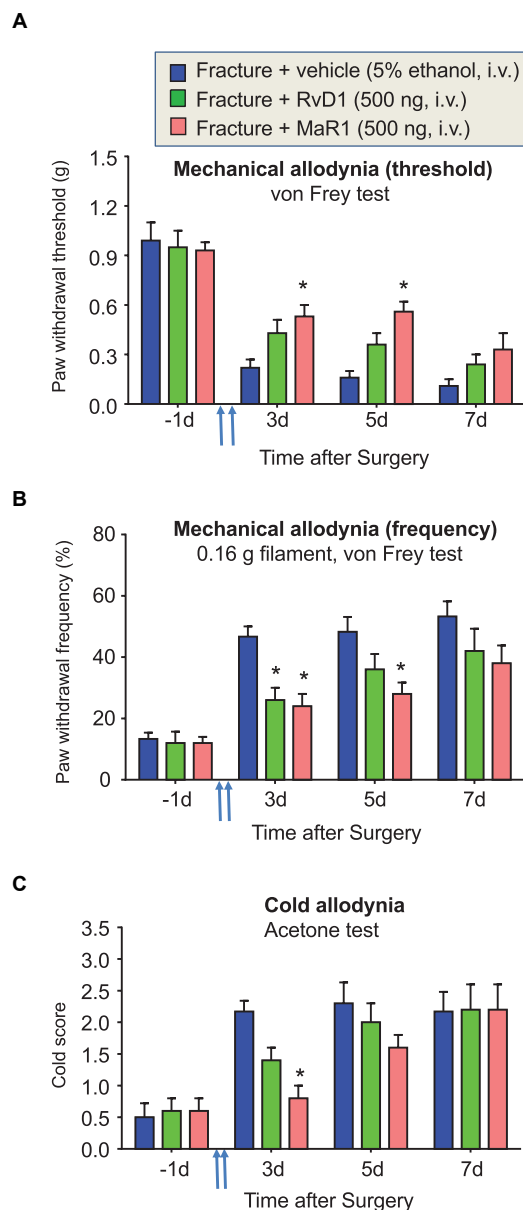 A
Fracture + vehicle (5% ethanol, i.v.)
Fracture + RvD1 (500 ng, i.v.)
Fracture + MaR1 (500 ng, i.v.)
Mechanical allodynia (threshold)
von Frey test
Paw withdrawal threshold (g)
1.5
1.2
0.9
0.6
0.3
0.0
* *
-1d 3d 5d 7d
Time after Surgery
B
Mechanical allodynia (frequency)
0.16 g filament, von Frey test
Paw withdrawal frequency (%)
80
60
40
20
0
* * *
-1d 3d 5d 7d
Time after Surgery
C
Cold allodynia
Acetone test
Cold score
3.5
3.0
2.5
2.0
1.5
1.0
0.5
0.0
*
-1d 3d 5d 7d
Time after Surgery